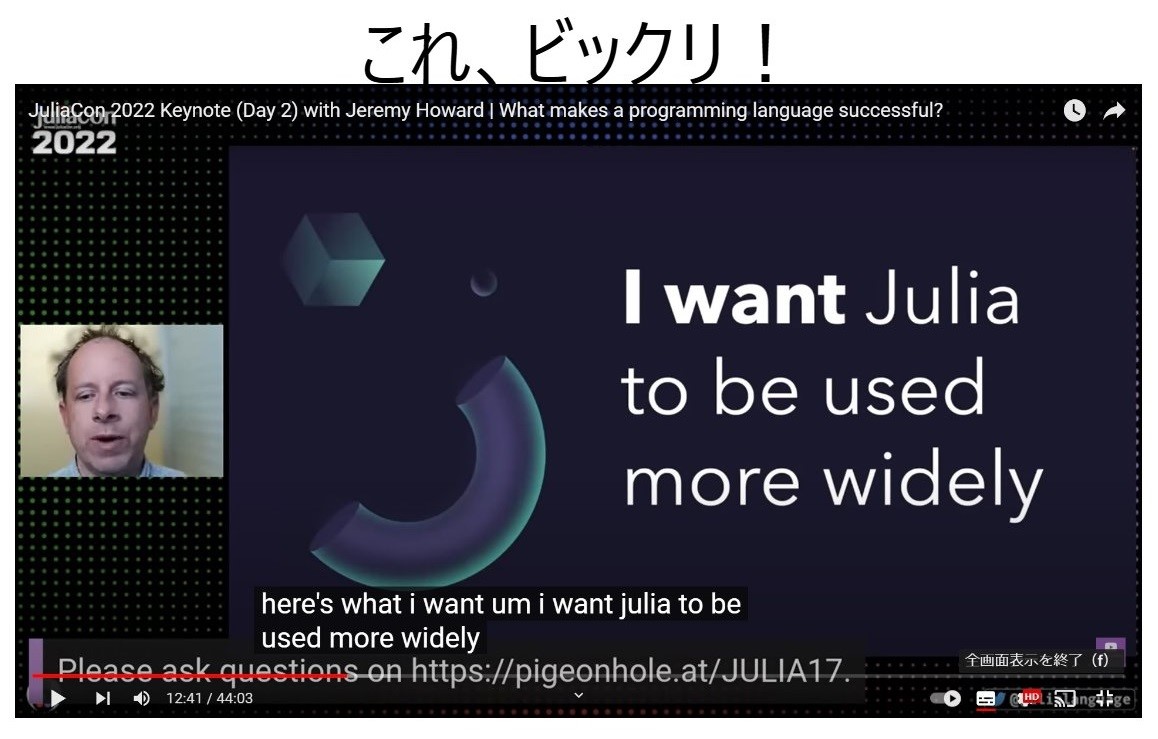 これ、ビックリ！
JuliaCon 2022 Keynote (Day 2) with Jeremy Howard | What makes a programming language successful?
JuliaCon
2022
I want Julia
to be used
more widely
here's what i want um i want julia to be
used more widely
Please ask questions on https://pigeonhole.at/JULIA17.
全画面表示を終了 (f)
12:41 / 44:03
HD